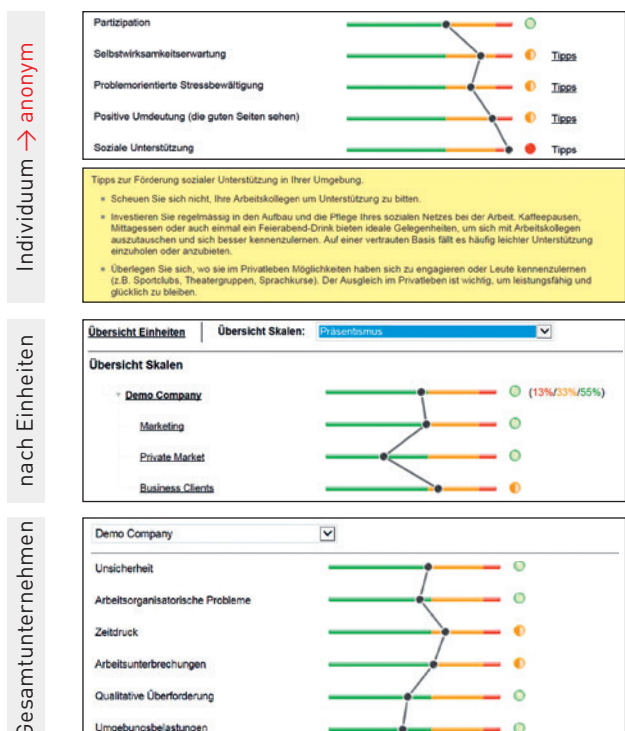 Individuum → anonym
Partizipation
Selbstwirksamkeitserwartung Tipps
Problemorientierte Stressbewältigung Tipps
Positive Umdeutung (die guten Seiten sehen) Tipps
Soziale Unterstützung Tipps
Tipps zur Förderung sozialer Unterstützung in Ihrer Umgebung.
Scheuen Sie sich nicht, Ihre Arbeitskollegen um Unterstützung zu bitten.
Investieren Sie regelmässig in den Aufbau und die Pflege Ihres sozialen Netzes bei der Arbeit. Kaffeepausen,
Mittagessen oder auch einmal ein Feierabend-Drink bieten ideale Gelegenheiten, um sich mit Arbeitskollegen
auszutauschen und sich besser kennenzulernen. Auf einer vertrauten Basis fällt es häufig leichter Unterstützung
einzuholen oder anzubieten.
Überlegen Sie sich, wo sie im Privatleben Möglichkeiten haben sich zu engagieren oder Leute kennenzulernen
(z.B. Sportclubs, Theatergruppen, Sprachkurse). Der Ausgleich im Privatleben ist wichtig, um leistungsfähig und
glücklich zu bleiben.
nach Einheiten
Übersicht Einheiten Übersicht Skalen: Präsentismus
Übersicht Skalen
Demo Company (13%/33%/55%)
Marketing
Private Market
Business Clients
Gesamtunternehmen
Demo Company
Unsicherheit
Arbeitsorganisatorische Probleme
Zeitdruck
Arbeitsunterbrechungen
Qualitative Überforderung
Umgebungsbelastungen